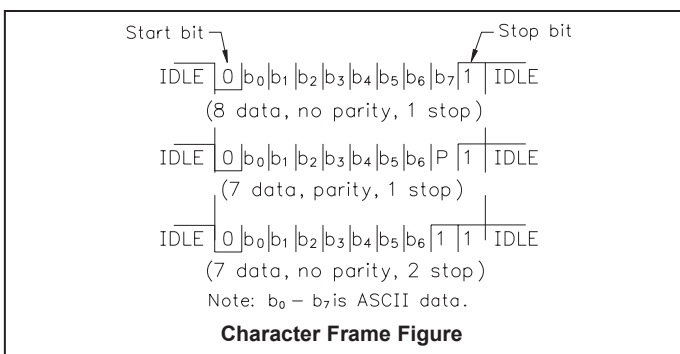 Start bit Stop bit
IDLE 0 b₀ b₁ b₂ b₃ b₄ b₅ b₆ b₇ 1 IDLE
(8 data, no parity, 1 stop)
IDLE 0 b₀ b₁ b₂ b₃ b₄ b₅ b₆ P 1 IDLE
(7 data, parity, 1 stop)
IDLE 0 b₀ b₁ b₂ b₃ b₄ b₅ b₆ 1 1 IDLE
(7 data, no parity, 2 stop)
Note: b₀ – b₇ is ASCII data.
Character Frame Figure